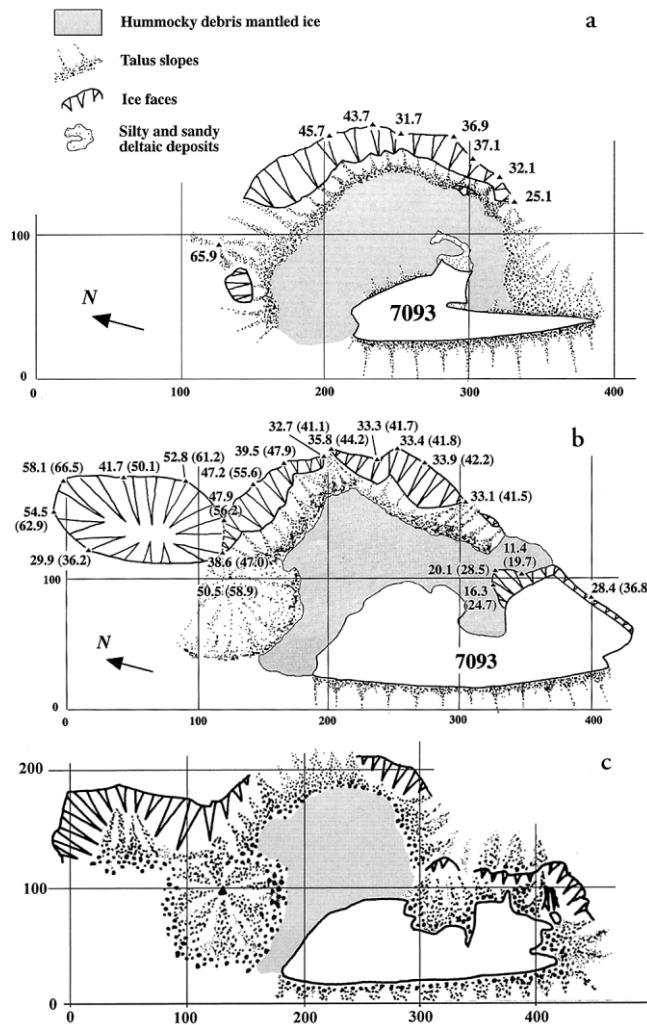 Hummocky debris mantled ice
a
Talus slopes
Ice faces
Silty and sandy
deltaic deposits
45.7 43.7 31.7 36.9
37.1
32.1
25.1
100
65.9
N
7093
0
0 100 200 300 400
b
32.7 (41.1) 33.3 (41.7)
35.8 (44.2) 33.4 (41.8)
52.8 (61.2) 39.5 (47.9)
58.1 (66.5) 41.7 (50.1) 47.2 (55.6) 33.9 (42.2)
54.5 47.9 33.1 (41.5)
(62.9) (56.2)
29.9 (36.2) 38.6 (47.0) 11.4
(19.7)
100 20.1 (28.5)
50.5 (58.9) 16.3 28.4 (36.8
(24.7)
N
7093
0
0 100 200 300 400
c
200
100
N
0
0 100 200 300 400